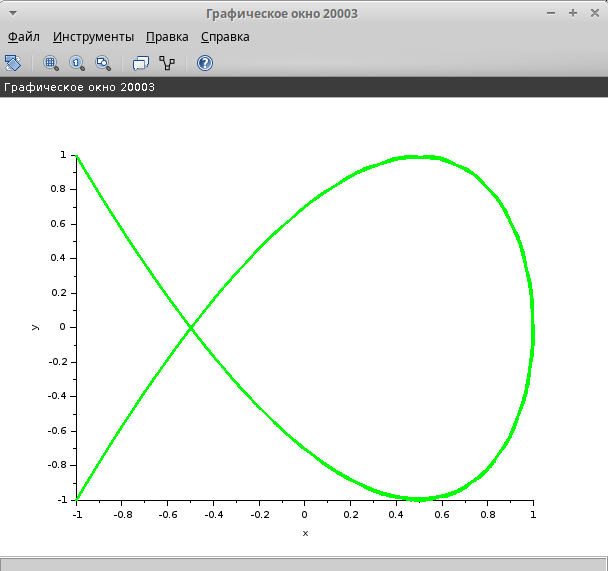 Графическое окно 20003
Файл Инструменты Правка Справка
Графическое окно 20003
1
0.8
0.6
0.4
0.2
0
-0.2
-0.4
-0.6
-0.8
-1
y
-1 -0.8 -0.6 -0.4 -0.2 0 0.2 0.4 0.6 0.8 1
x